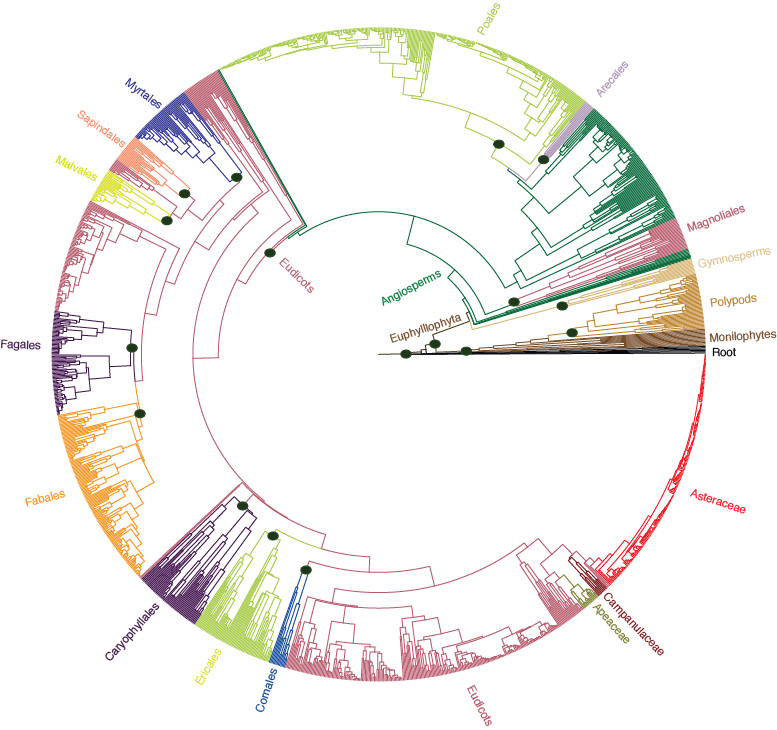 Poales
Arecales
Myrtales
Sapindales
Malvales
Magnoliales
Gymnosperms
Eudicots
Angiosperms
Polypods
Euphyllophyta
Monilophytes
Root
Fagales
Fabales
Asteraceae
Campanulaceae
Apeaceae
Caryophyllales
Ericales
Cornales
Eudicots